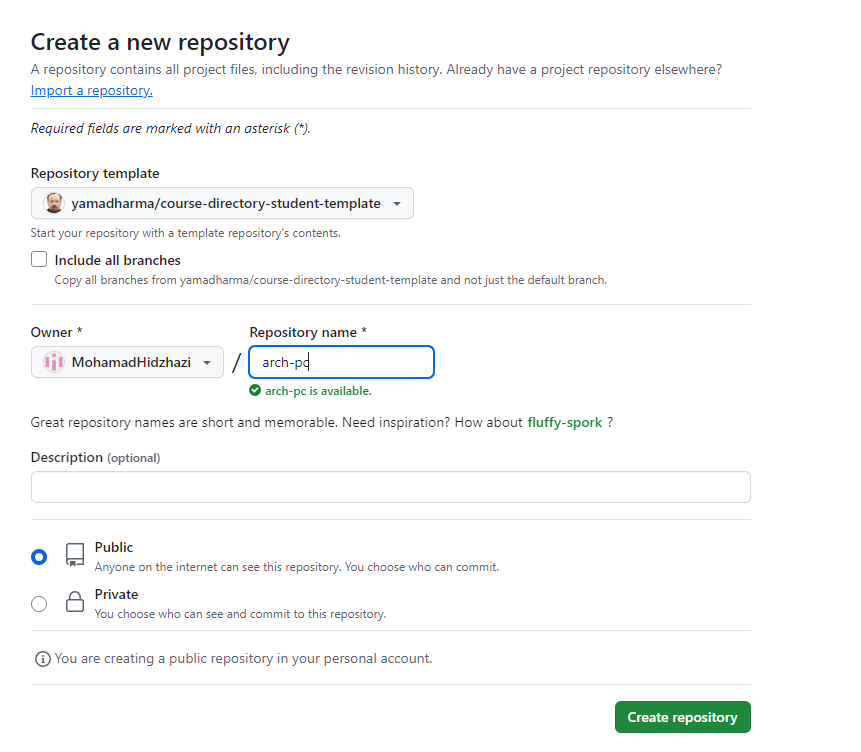 Create a new repository
A repository contains all project files, including the revision history. Already have a project repository elsewhere?
Import a repository.
Required fields are marked with an asterisk (*).
Repository template
yamadharma/course-directory-student-template
Start your repository with a template repository's contents.
Include all branches
Copy all branches from yamadharma/course-directory-student-template and not just the default branch.
Owner * Repository name *
MohamadHidzhazi / arch-pc
arch-pc is available.
Great repository names are short and memorable. Need inspiration? How about fluffy-spork ?
Description (optional)
Public
Anyone on the internet can see this repository. You choose who can commit.
Private
You choose who can see and commit to this repository.
You are creating a public repository in your personal account.
Create repository